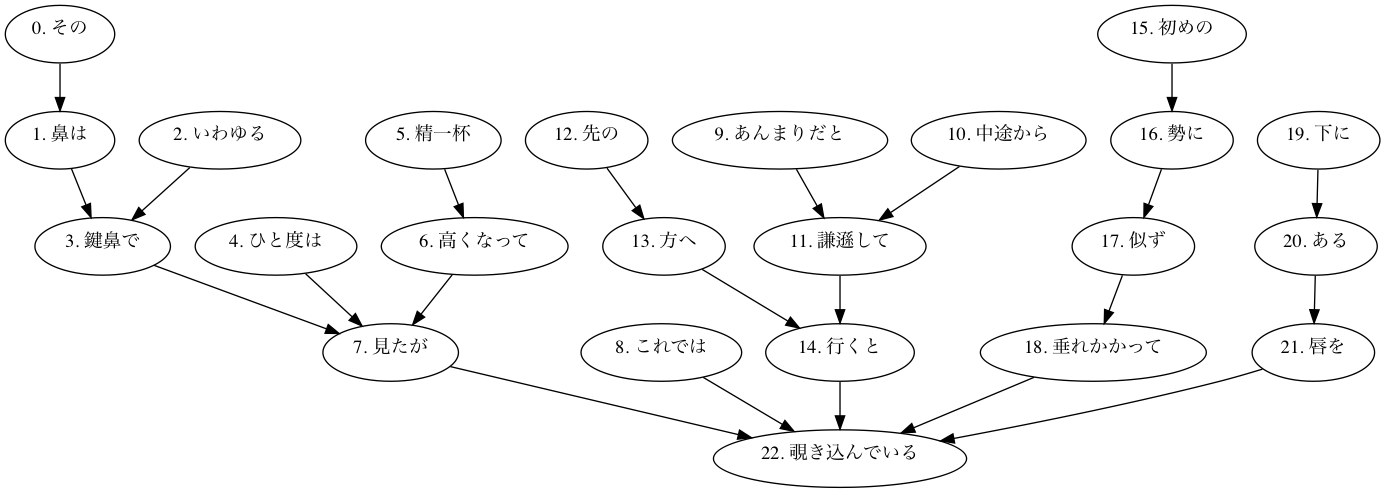 0. その
15. 初めの
1. 鼻は
2. いわゆる
5. 精一杯
12. 先の
9. あんまりだと
10. 中途から
16. 勢に
19. 下に
3. 鍵鼻で
4. ひと度は
6. 高くなって
13. 方へ
11. 謙遜して
17. 似ず
20. ある
7. 見たが
8. これでは
14. 行くと
18. 垂れかかって
21. 唇を
22. 覗き込んでいる